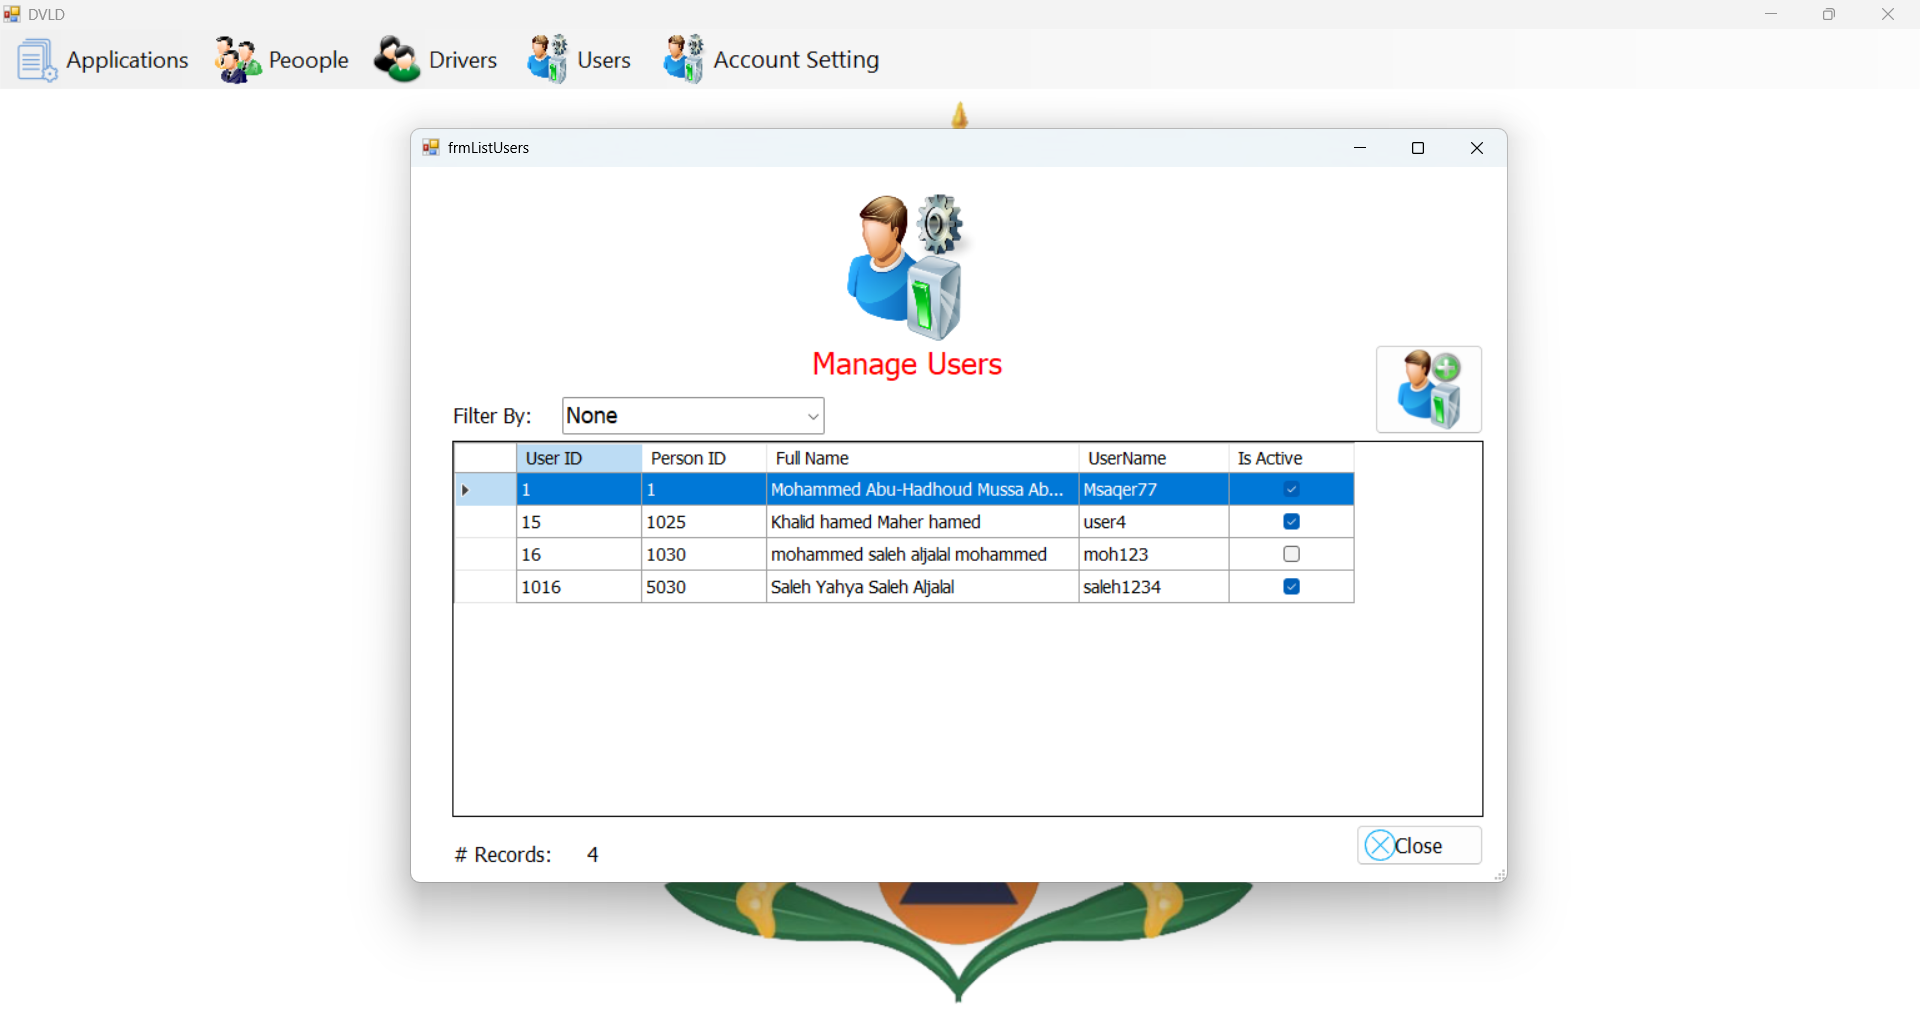 DVLD
Applications Peoople Drivers Users Account Setting
frmListUsers
Manage Users
Filter By: None
User ID Person ID Full Name UserName Is Active
1 1 Mohammed Abu-Hadhoud Mussa Ab... Msaqer77
15 1025 Khalid hamed Maher hamed user4
16 1030 mohammed saleh aljalal mohammed moh123
1016 5030 Saleh Yahya Saleh Aljalal saleh1234
# Records: 4
Close